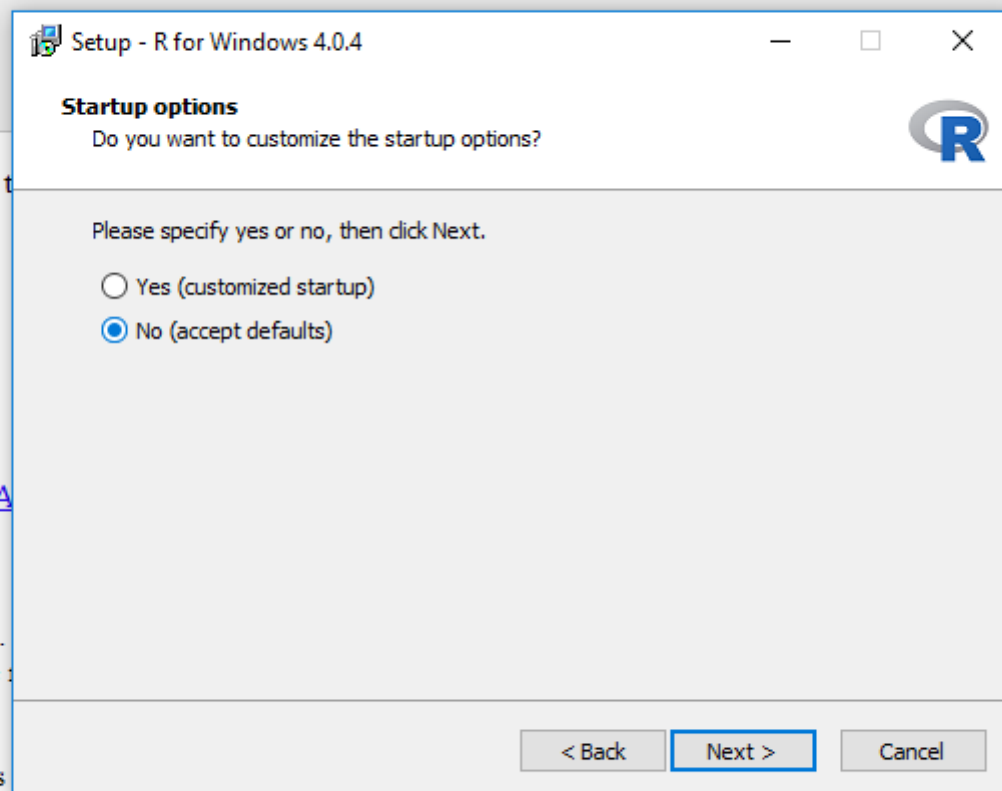 Setup - R for Windows 4.0.4
Startup options
Do you want to customize the startup options?
R
t
Please specify yes or no, then click Next.
Yes (customized startup)
No (accept defaults)
A
s
< Back
Next >
Cancel